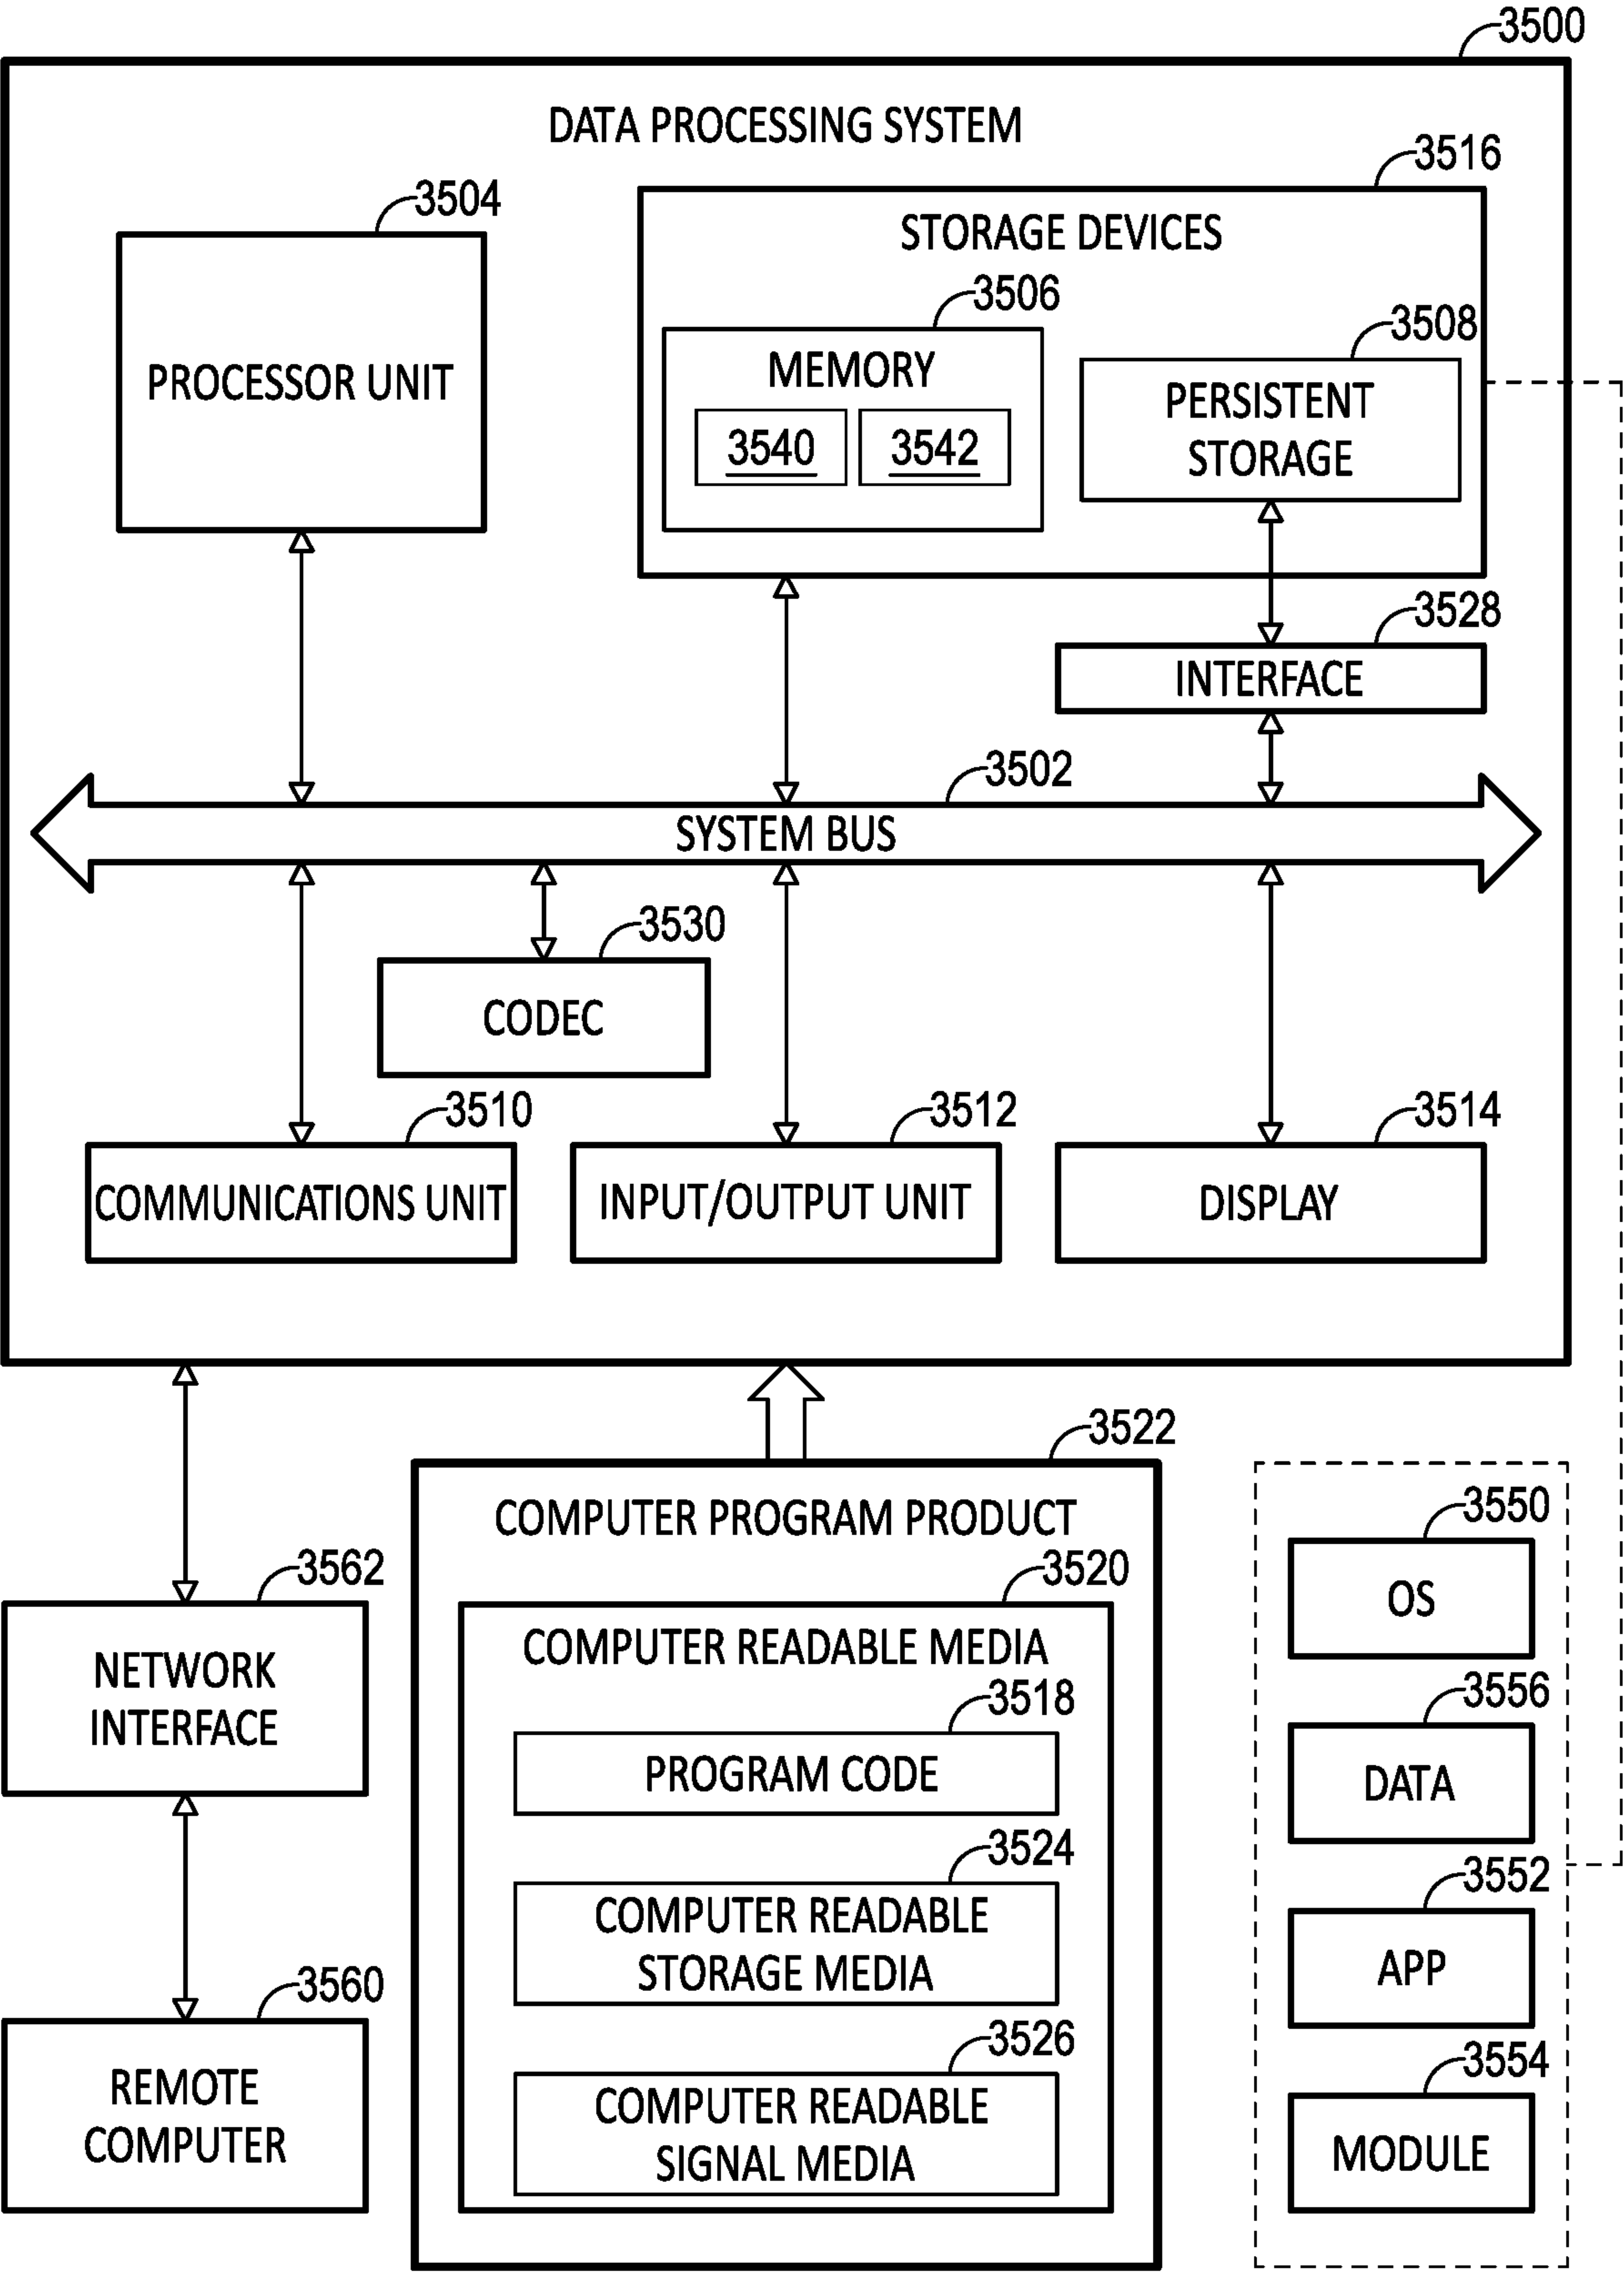 3500
DATA PROCESSING SYSTEM
3516
3504
STORAGE DEVICES
3506
3508
PROCESSOR UNIT
MEMORY
3540
3542
PERSISTENT
STORAGE
3528
INTERFACE
3502
SYSTEM BUS
3530
CODEC
3510
3512
3514
COMMUNICATIONS UNIT
INPUT/OUTPUT UNIT
DISPLAY
3522
COMPUTER PROGRAM PRODUCT
3520
COMPUTER READABLE MEDIA
3518
PROGRAM CODE
3524
COMPUTER READABLE
STORAGE MEDIA
3526
COMPUTER READABLE
SIGNAL MEDIA
3562
NETWORK
INTERFACE
3560
REMOTE
COMPUTER
3550
OS
3556
DATA
3552
APP
3554
MODULE